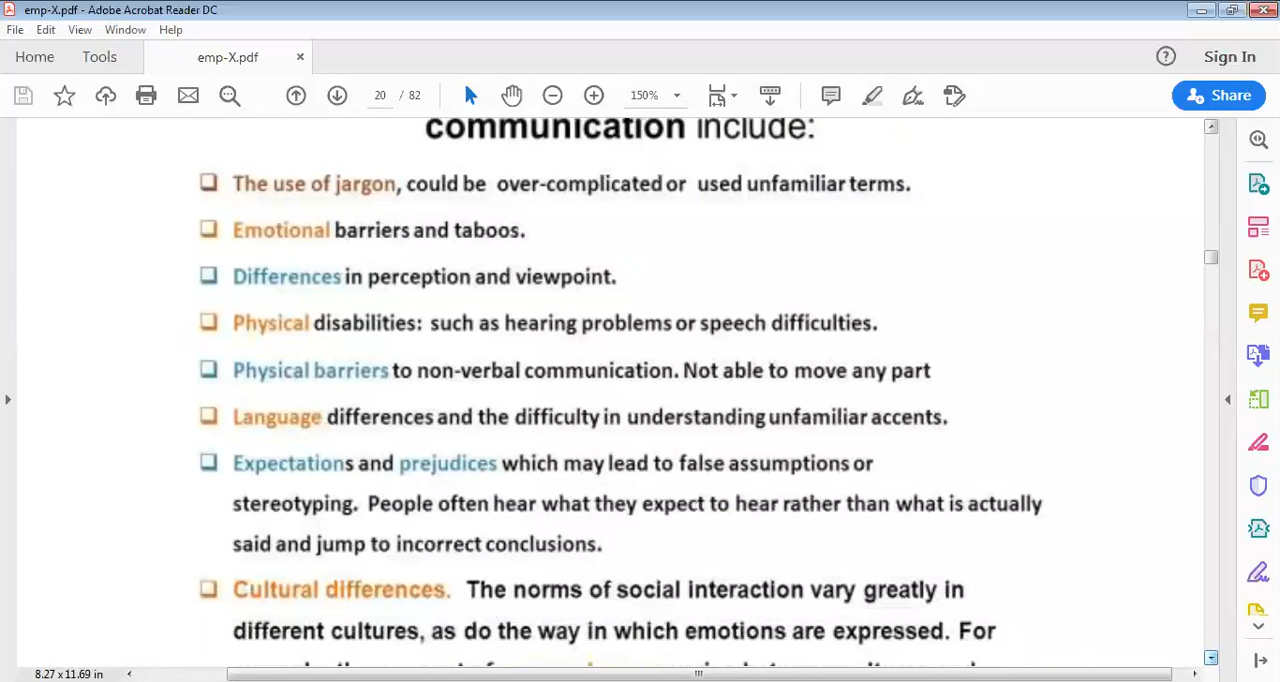 emp-X.pdf - Adobe Acrobat Reader DC
File Edit View Window Help
Home Tools emp-X.pdf × ? Sign In
20 / 82 150% Share
communication include:
The use of jargon, could be over-complicated or used unfamiliar terms.
Emotional barriers and taboos.
Differences in perception and viewpoint.
Physical disabilities: such as hearing problems or speech difficulties.
Physical barriers to non-verbal communication. Not able to move any part
Language differences and the difficulty in understanding unfamiliar accents.
Expectations and prejudices which may lead to false assumptions or
stereotyping. People often hear what they expect to hear rather than what is actually
said and jump to incorrect conclusions.
Cultural differences. The norms of social interaction vary greatly in
different cultures, as do the way in which emotions are expressed. For
8.27 x 11.69 in